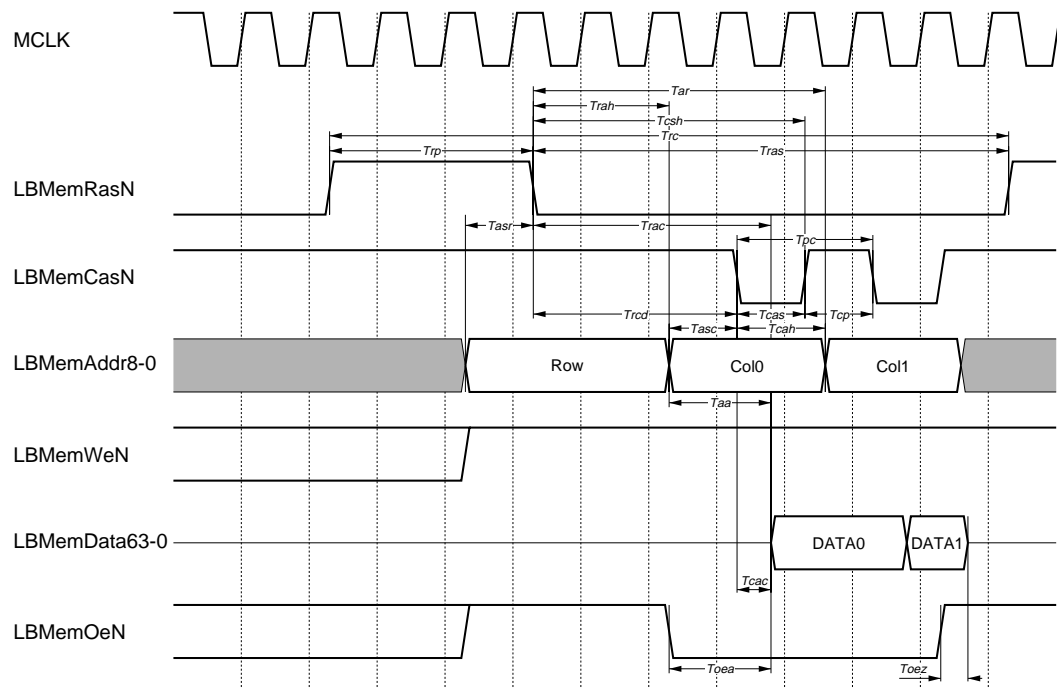 MCLK
Tar
Trah
Tcsh
Trc
Trp
Tras
LBMemRasN
Tasr
Trac
Tpc
LBMemCasN
Trcd
Tcas
Tcp
Tasc
Tcah
LBMemAddr8-0
Row
Col0
Col1
Taa
LBMemWeN
LBMemData63-0
DATA0
DATA1
Tcac
LBMemOeN
Toea
Toez